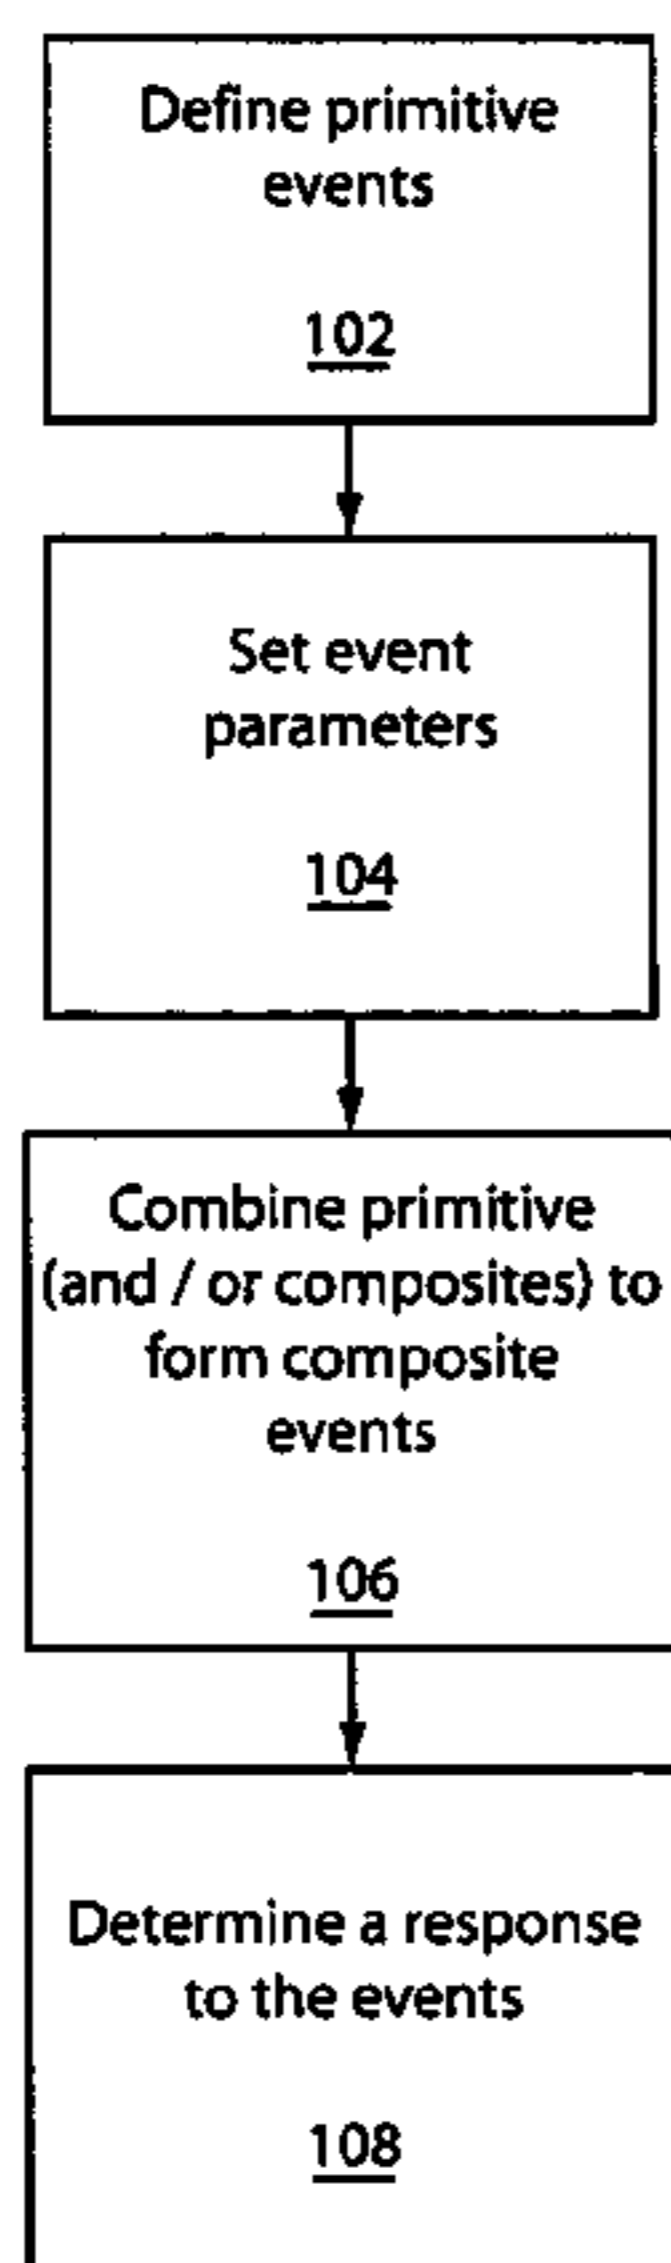 Define primitive
events
102
Set event
parameters
104
Combine primitive
(and / or composites) to
form composite
events
106
Determine a response
to the events
108